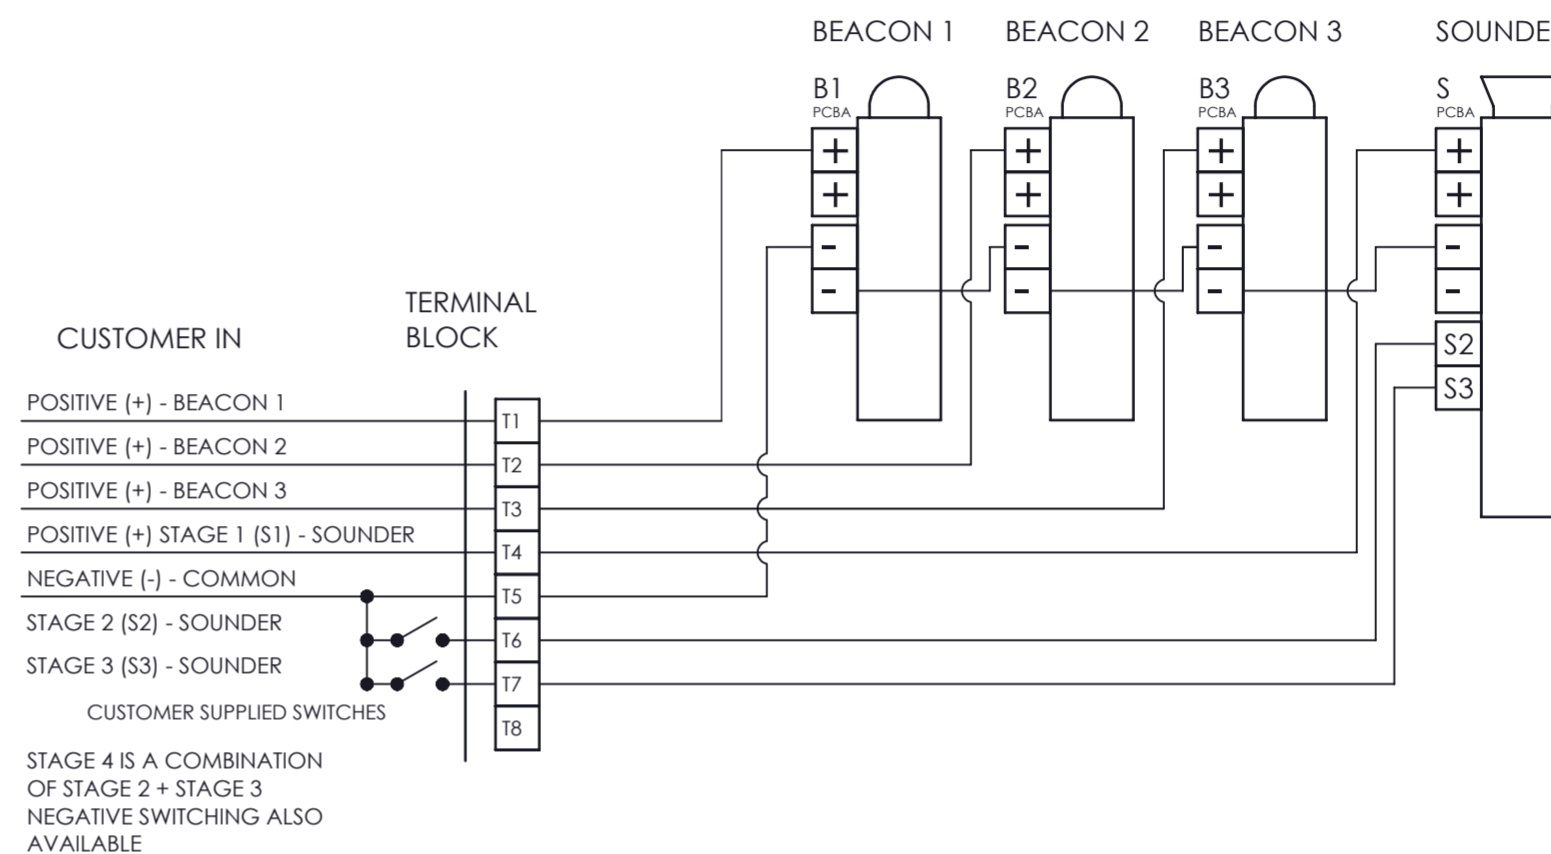 BEACON 1 BEACON 2 BEACON 3 SOUNDE
B1 B2 B3 S
PCBA PCBA PCBA PCBA
+ + + +
+ + + +
- - - -
- - - -
S2
S3
TERMINAL
BLOCK
CUSTOMER IN
POSITIVE (+) - BEACON 1
T1
POSITIVE (+) - BEACON 2
T2
POSITIVE (+) - BEACON 3
T3
POSITIVE (+) STAGE 1 (S1) - SOUNDER
T4
NEGATIVE (-) - COMMON
T5
STAGE 2 (S2) - SOUNDER
T6
STAGE 3 (S3) - SOUNDER
T7
CUSTOMER SUPPLIED SWITCHES
T8
STAGE 4 IS A COMBINATION
OF STAGE 2 + STAGE 3
NEGATIVE SWITCHING ALSO
AVAILABLE